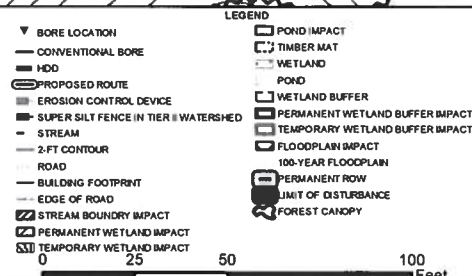 LEGEND
BORE LOCATION
CONVENTIONAL BORE
HDD
PROPOSED ROUTE
EROSION CONTROL DEVICE
SUPER SILT FENCE IN TIER II WATERSHED
STREAM
2-FT CONTOUR
ROAD
BUILDING FOOTPRINT
EDGE OF ROAD
STREAM BOUNDRY IMPACT
PERMANENT WETLAND IMPACT
TEMPORARY WETLAND IMPACT
POND IMPACT
TIMBER MAT
WETLAND
POND
WETLAND BUFFER
PERMANENT WETLAND BUFFER IMPACT
TEMPORARY WETLAND BUFFER IMPACT
FLOODPLAIN IMPACT
100-YEAR FLOODPLAIN
PERMANENT ROW
LIMIT OF DISTURBANCE
FOREST CANOPY
0 25 50 100
Feet